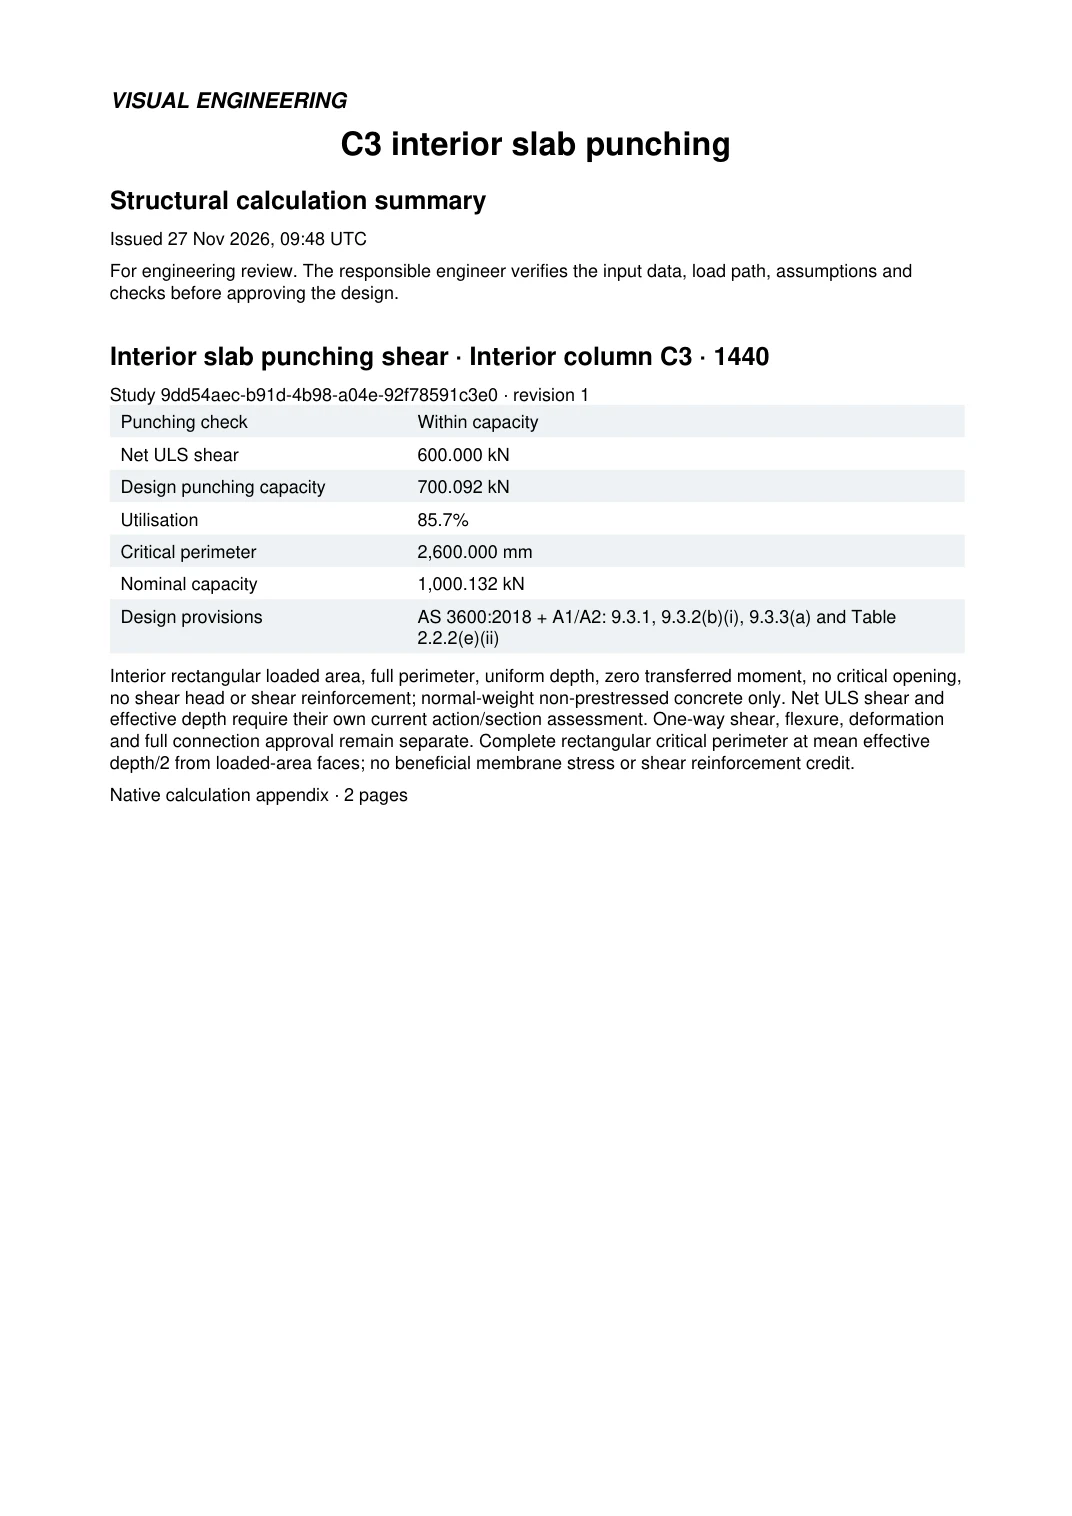 VISUAL ENGINEERING
C3 interior slab punching
Structural calculation summary
Issued 27 Nov 2026, 09:48 UTC
For engineering review. The responsible engineer verifies the input data, load path, assumptions and
checks before approving the design.
Interior slab punching shear · Interior column C3 · 1440
Study 9dd54aec-b91d-4b98-a04e-92f78591c3e0 · revision 1
Punching check Within capacity
Net ULS shear 600.000 kN
Design punching capacity 700.092 kN
Utilisation 85.7%
Critical perimeter 2,600.000 mm
Nominal capacity 1,000.132 kN
Design provisions AS 3600:2018 + A1/A2: 9.3.1, 9.3.2(b)(i), 9.3.3(a) and Table
2.2.2(e)(ii)
Interior rectangular loaded area, full perimeter, uniform depth, zero transferred moment, no critical opening,
no shear head or shear reinforcement; normal-weight non-prestressed concrete only. Net ULS shear and
effective depth require their own current action/section assessment. One-way shear, flexure, deformation
and full connection approval remain separate. Complete rectangular critical perimeter at mean effective
depth/2 from loaded-area faces; no beneficial membrane stress or shear reinforcement credit.
Native calculation appendix · 2 pages